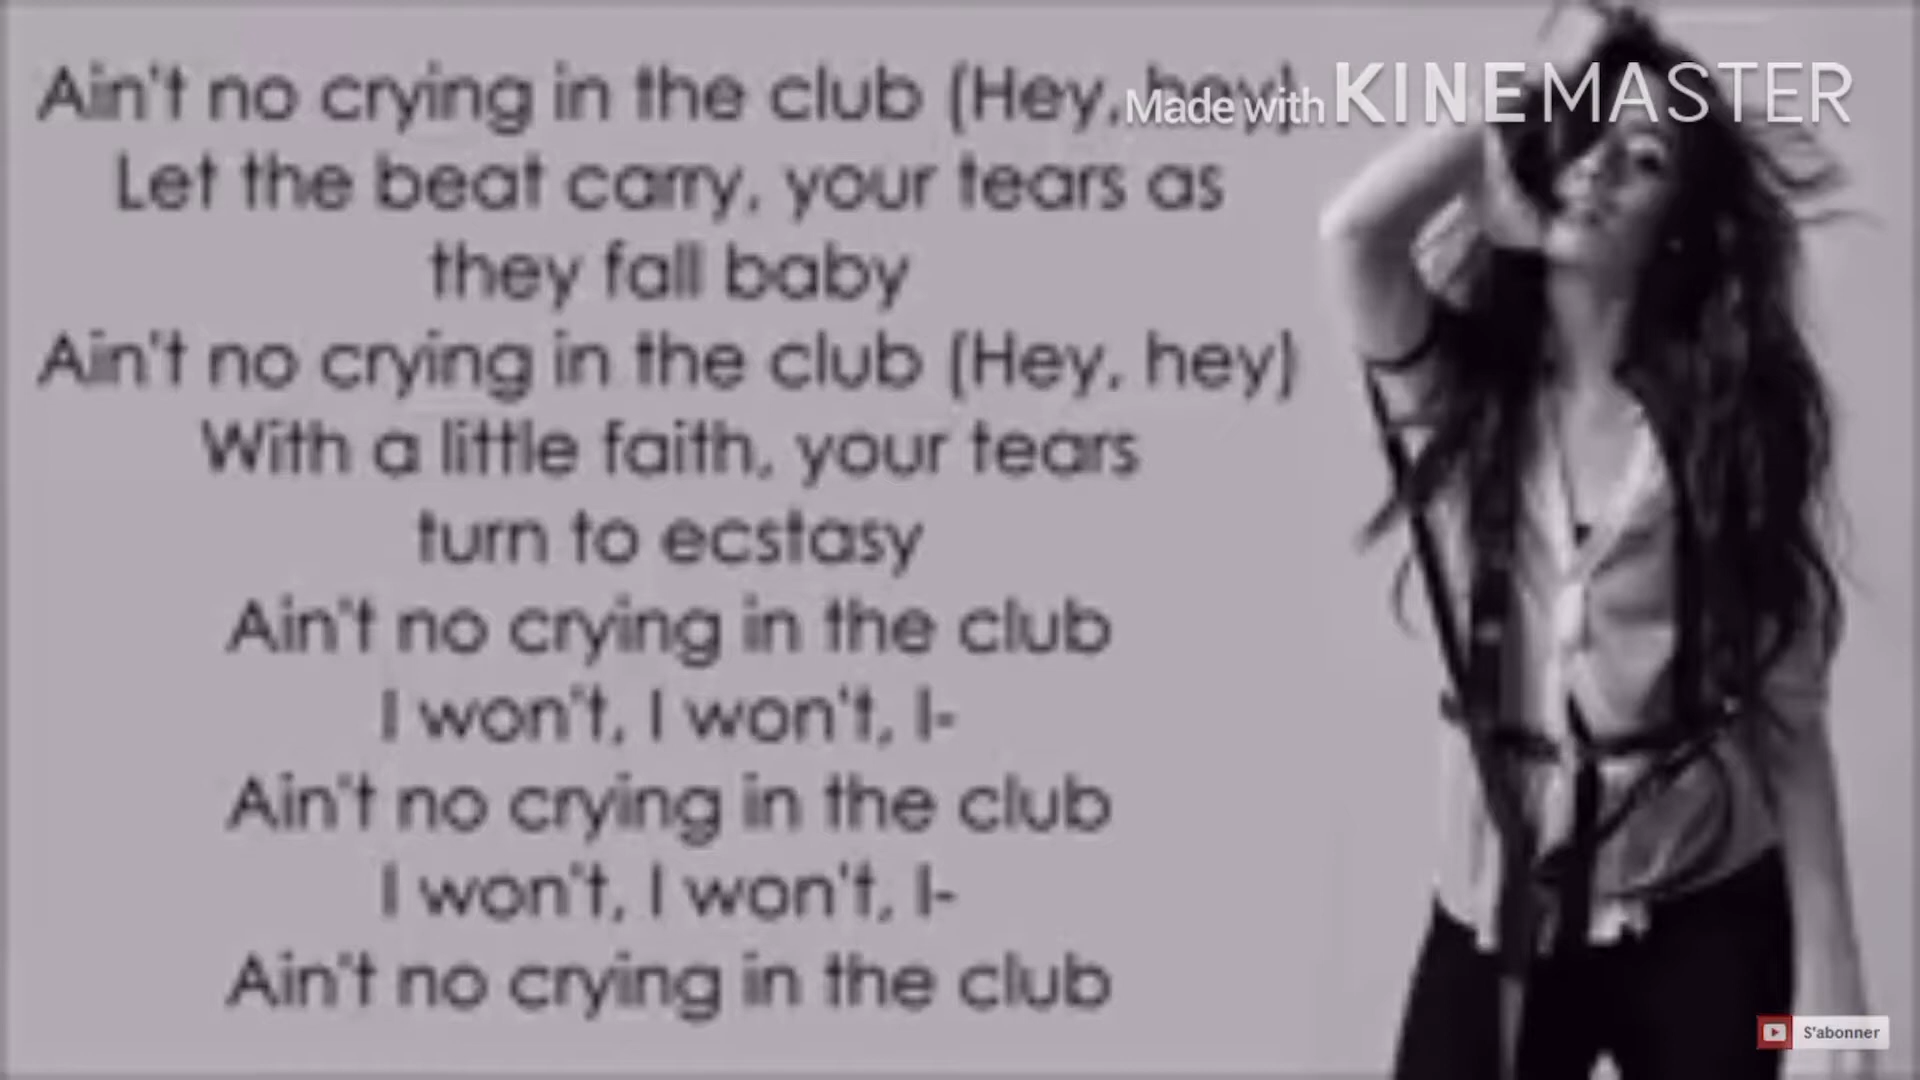 Ain't no crying in the club (Hey, hey)
Made with KINEMASTER
Let the beat carry, your tears as
they fall baby
Ain't no crying in the club (Hey, hey)
With a little faith, your tears
turn to ecstasy
Ain't no crying in the club
I won't, I won't, I-
Ain't no crying in the club
I won't, I won't, I-
Ain't no crying in the club
S'abonner